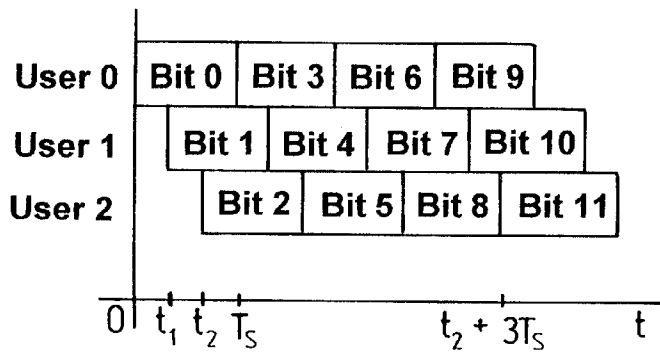 User 0 Bit 0 Bit 3 Bit 6 Bit 9
User 1 Bit 1 Bit 4 Bit 7 Bit 10
User 2 Bit 2 Bit 5 Bit 8 Bit 11
0 t₁ t₂ Tₛ t₂ + 3Tₛ t